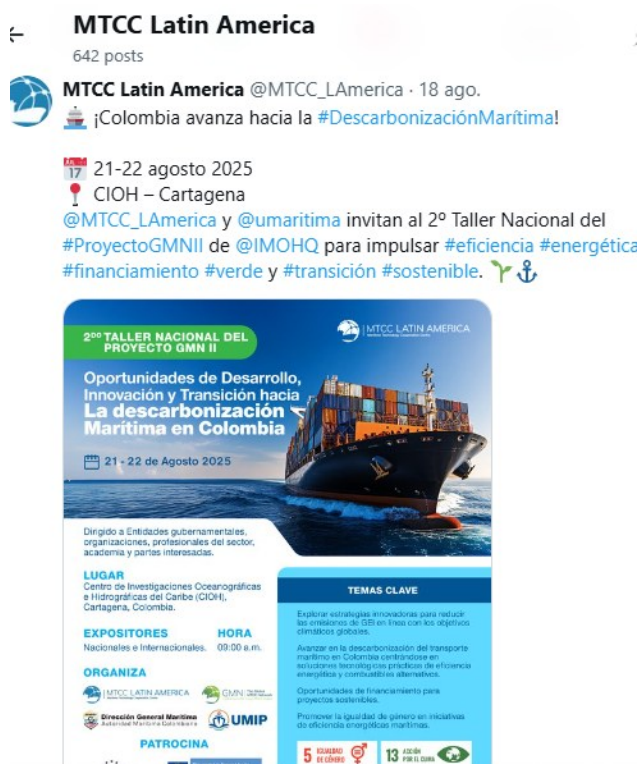 MTCC Latin America
642 posts
MTCC Latin America @MTCC_LAmerica · 18 ago.
¡Colombia avanza hacia la #DescarbonizaciónMarítima!
21-22 agosto 2025
CIOH – Cartagena
@MTCC_LAmerica y @umaritima invitan al 2º Taller Nacional del
#ProyectoGMNII de @IMOHQ para impulsar #eficiencia #energética
#financiamiento #verde y #transición #sostenible.
MTCC LATIN AMERICA
2ᴰᴼ TALLER NACIONAL DEL
PROYECTO GMN II
Oportunidades de Desarrollo,
Innovación y Transición hacia
La descarbonización
Marítima en Colombia
21 - 22 de Agosto 2025
Dirigido a Entidades gubernamentales,
organizaciones, profesionales del sector,
academia y partes interesadas.
LUGAR
Centro de Investigaciones Oceanográficas
e Hidrográficas del Caribe (CIOH),
Cartagena, Colombia.
EXPOSITORES
Nacionales e Internacionales.
HORA
09:00 a.m.
ORGANIZA
MTCC LATIN AMERICA
GMN
Dirección General Marítima
Autoridad Marítima Colombiana
UMIP
PATROCINA
TEMAS CLAVE
Explorar estrategias innovadoras para reducir
las emisiones de GEI en línea con los objetivos
climáticos globales.
Avanzar en la descarbonización del transporte
marítimo en Colombia centrándose en
soluciones tecnológicas prácticas de eficiencia
energética y combustibles alternativos.
Oportunidades de financiamiento para
proyectos sostenibles.
Promover la igualdad de género en iniciativas
de eficiencia energéticas marítimas.
5 IGUALDAD
DE GÉNERO
13 ACCIÓN
POR EL CLIMA